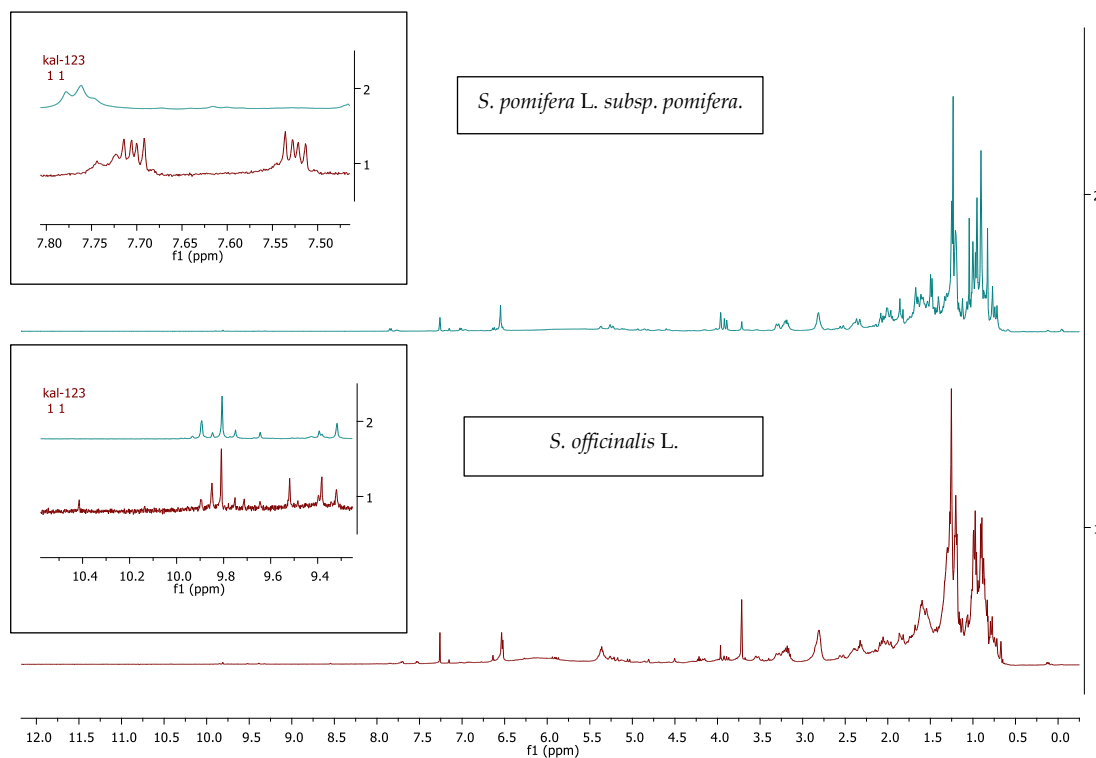 kal-123
1 1
2
1
7.80 7.75 7.70 7.65 7.60 7.55 7.50
f1 (ppm)
S. pomifera L. subsp. pomifera.
2
kal-123
1 1
2
1
10.4 10.2 10.0 9.8 9.6 9.4
f1 (ppm)
S. officinalis L.
12.0 11.5 11.0 10.5 10.0 9.5 9.0 8.5 8.0 7.5 7.0 6.5 6.0 5.5 5.0 4.5 4.0 3.5 3.0 2.5 2.0 1.5 1.0 0.5 0.0
f1 (ppm)